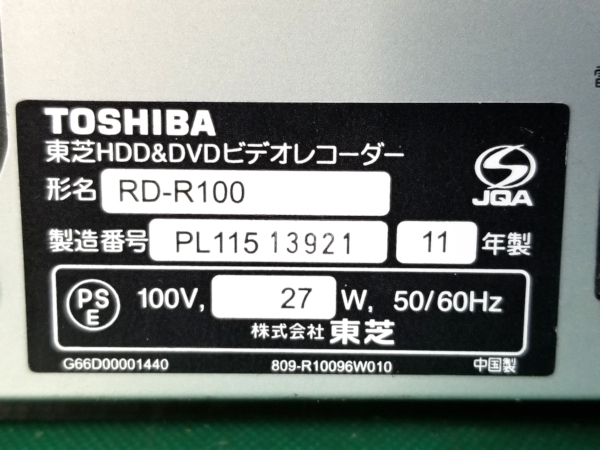 TOSHIBA
東芝HDD&DVDビデオレコーダー
形名 RD-R100
製造番号 PL115 13921 11 年製
JQA
PS
E
100V, 27 W, 50/60Hz
株式会社 東芝
G66D00001440 809-R10096W010 中国製